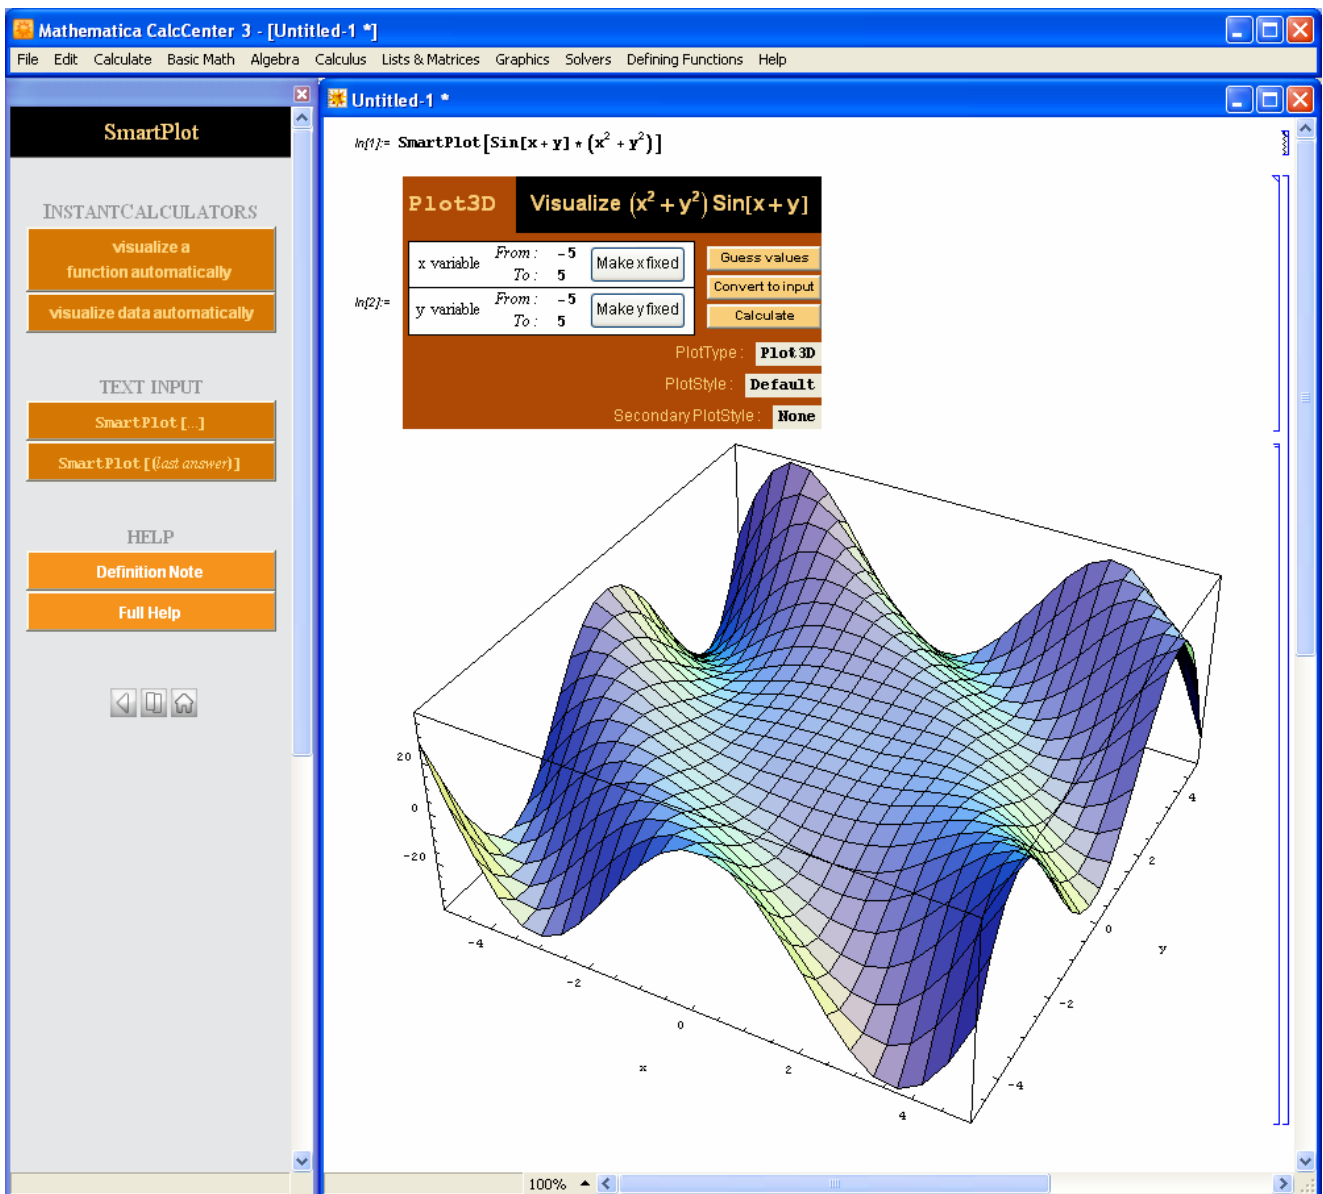 Mathematica CalcCenter 3 - [Untitled-1 *]
File Edit Calculate Basic Math Algebra Calculus Lists & Matrices Graphics Solvers Defining Functions Help
SmartPlot
INSTANTCALCULATORS
visualize a
function automatically
visualize data automatically
TEXT INPUT
SmartPlot[...]
SmartPlot[(last answer)]
HELP
Definition Note
Full Help
Untitled-1 *
In[1]:= SmartPlot[Sin[x + y] * (x² + y²)]
Plot3D Visualize (x² + y²) Sin[x + y]
In[2]:=
x variable From : -5 Make x fixed
To : 5
y variable From : -5 Make y fixed
To : 5
Guess values
Convert to input
Calculate
PlotType : Plot3D
PlotStyle : Default
SecondaryPlotStyle : None
20
0
-20
-4
-2
0
2
4
x
-4
-2
0
2
4
y
100%